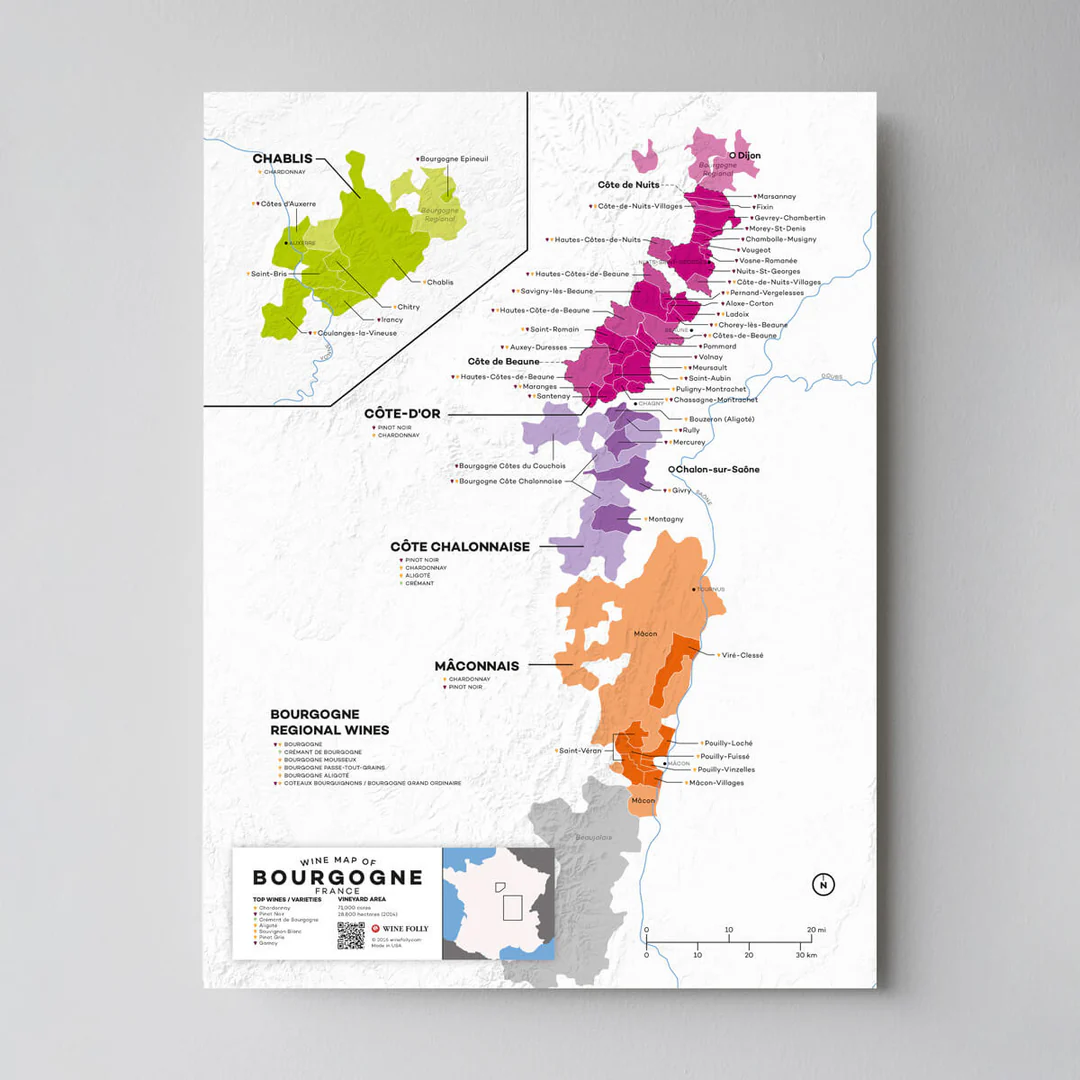 CHABLIS
CHARDONNAY
Bourgogne Epineuil
Côtes d'Auxerre
Bourgogne
Regional
AUXERRE
Saint-Bris
Chablis
Chitry
Irancy
Coulanges-la-Vineuse
Dijon
Bourgogne
Regional
Côte de Nuits
Marsannay
Côte-de-Nuits-Villages
Fixin
Gevrey-Chambertin
Morey-St-Denis
Hautes-Côtes-de-Nuits
Chambolle-Musigny
Vougeot
Vosne-Romanée
Nuits-St-Georges
Hautes-Côtes-de-Beaune
Côte-de-Nuits-Villages
Savigny-lès-Beaune
Pernand-Vergelesses
Aloxe-Corton
Hautes-Côte-de-Beaune
Ladoix
Chorey-lès-Beaune
Saint-Romain
BEAUNE
Côtes-de-Beaune
Auxey-Duresses
Pommard
Volnay
Côte de Beaune
Meursault
Hautes-Côtes-de-Beaune
Saint-Aubin
Maranges
Puligny-Montrachet
Santenay
Chassagne-Montrachet
CHAGNY
DOUBS
CÔTE-D'OR
PINOT NOIR
CHARDONNAY
Bouzeron (Aligoté)
Rully
Mercurey
Bourgogne Côtes du Couchois
Chalon-sur-Saône
Bourgogne Côte Chalonnaise
Givry
SAÔNE
Montagny
CÔTE CHALONNAISE
PINOT NOIR
CHARDONNAY
ALIGOTÉ
CRÉMANT
TOURNUS
Mâcon
Viré-Clessé
MÂCONNAIS
CHARDONNAY
PINOT NOIR
BOURGOGNE
REGIONAL WINES
BOURGOGNE
CRÉMANT DE BOURGOGNE
BOURGOGNE MOUSSEUX
BOURGOGNE PASSE-TOUT-GRAINS
BOURGOGNE ALIGOTÉ
COTEAUX BOURGUIGNONS / BOURGOGNE GRAND ORDINAIRE
Pouilly-Loché
Saint-Véran
Pouilly-Fuissé
MÂCON
Pouilly-Vinzelles
Mâcon-Villages
Mâcon
Beaujolais
WINE MAP OF
BOURGOGNE
FRANCE
TOP WINES / VARIETIES
Chardonnay
Pinot Noir
Crémant de Bourgogne
Aligoté
Sauvignon Blanc
Pinot Gris
Gamay
VINEYARD AREA
71,000 acres
28,800 hectares (2014)
WINE FOLLY
© 2016 winefolly.com
Made in USA
N
0 10 20 mi
0 10 20 30 km